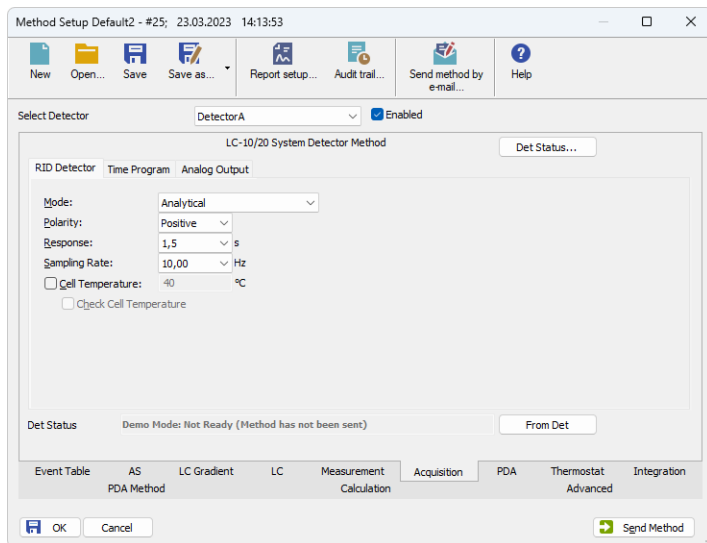 Method Setup Default2 - #25; 23.03.2023 14:13:53
New Open... Save Save as... Report setup... Audit trail... Send method by e-mail... Help
Select Detector DetectorA Enabled
LC-10/20 System Detector Method Det Status...
RID Detector Time Program Analog Output
Mode: Analytical
Polarity: Positive
Response: 1,5 s
Sampling Rate: 10,00 Hz
Cell Temperature: 40 ºC
Check Cell Temperature
Det Status Demo Mode: Not Ready (Method has not been sent) From Det
Event Table AS LC Gradient LC Measurement Acquisition PDA Thermostat Integration
PDA Method Calculation Advanced
OK Cancel Send Method